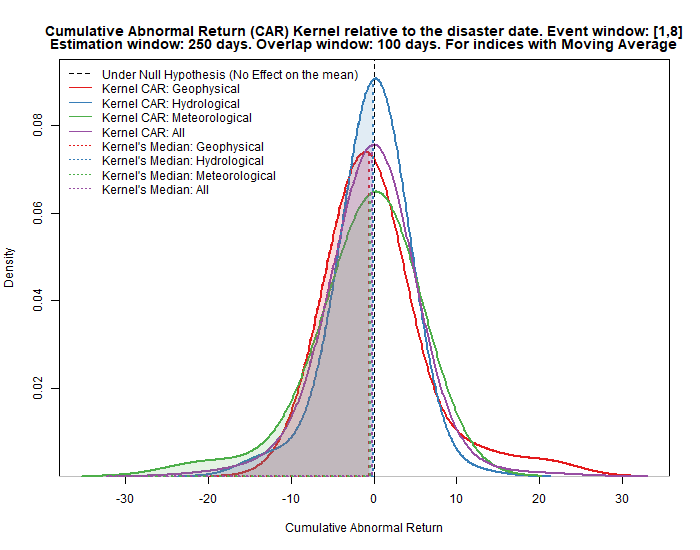 Cumulative Abnormal Return (CAR) Kernel relative to the disaster date. Event window: [1,8]
Estimation window: 250 days. Overlap window: 100 days. For indices with Moving Average
Under Null Hypothesis (No Effect on the mean)
Kernel CAR: Geophysical
Kernel CAR: Hydrological
Kernel CAR: Meteorological
Kernel CAR: All
Kernel's Median: Geophysical
Kernel's Median: Hydrological
Kernel's Median: Meteorological
Kernel's Median: All
Density
0.08
0.06
0.04
0.02
-30 -20 -10 0 10 20 30
Cumulative Abnormal Return